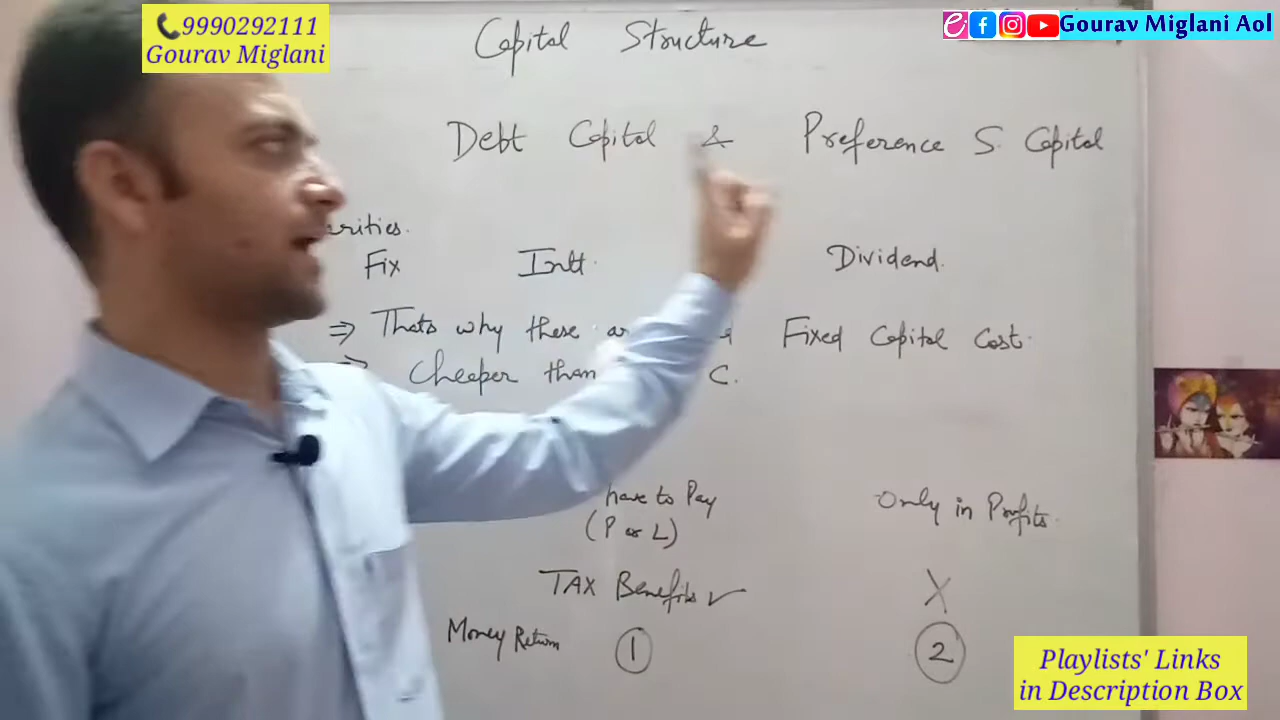 📞9990292111
Gourav Miglani
Gourav Miglani Aol
Capital Structure
Debt Capital & Preference S. Capital
arities.
Fix Intt. Dividend.
⇒ Thats why these Fixed Capital Cost.
⇒ Cheaper than C.
have to Pay Only in Profits.
(P or L)
TAX Benefits ✓ X
Money Return ① ②
Playlists' Links
in Description Box